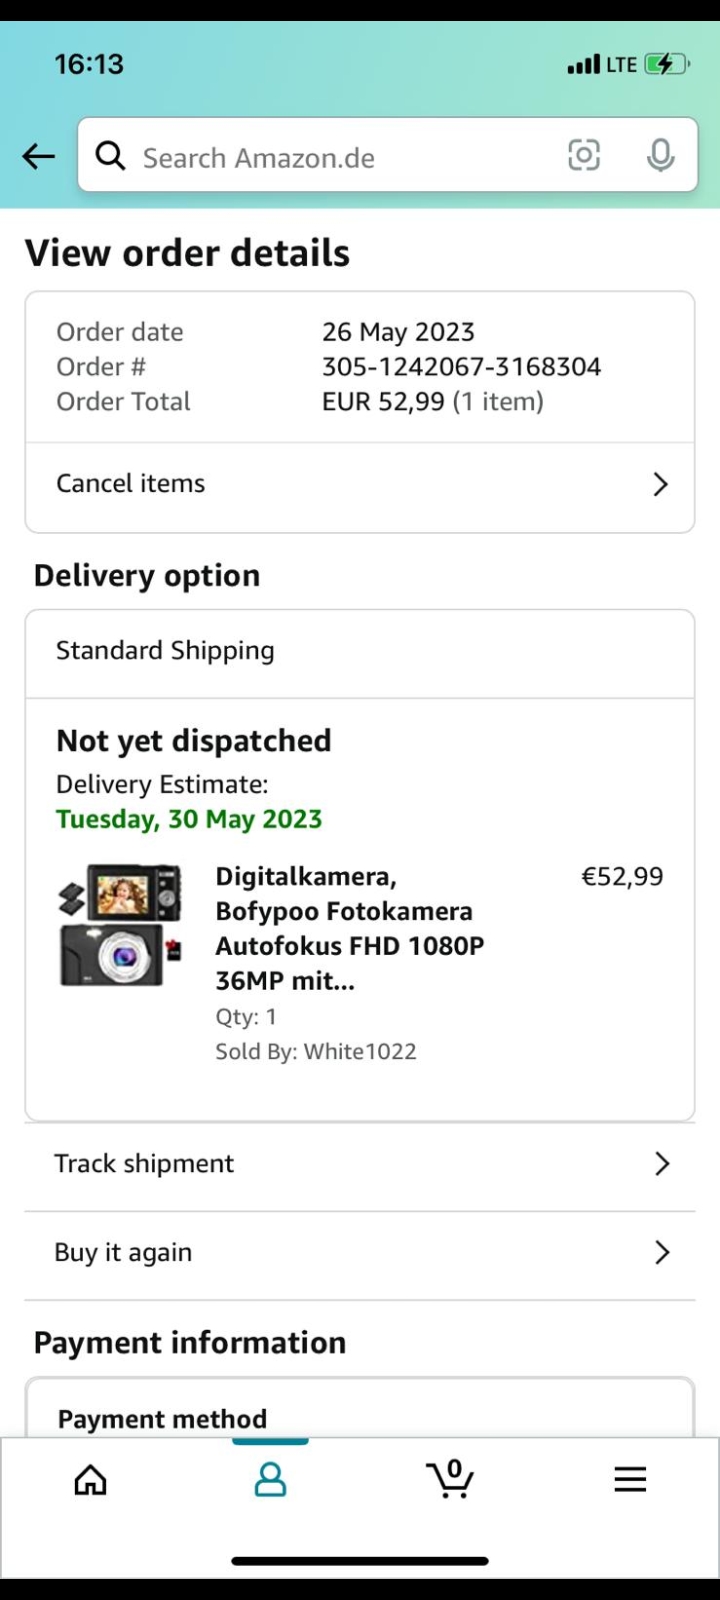 16:13
LTE
Search Amazon.de
View order details
Order date 26 May 2023
Order # 305-1242067-3168304
Order Total EUR 52,99 (1 item)
Cancel items
Delivery option
Standard Shipping
Not yet dispatched
Delivery Estimate:
Tuesday, 30 May 2023
Digitalkamera, €52,99
Bofypoo Fotokamera
Autofokus FHD 1080P
36MP mit...
Qty: 1
Sold By: White1022
Track shipment
Buy it again
Payment information
Payment method
0